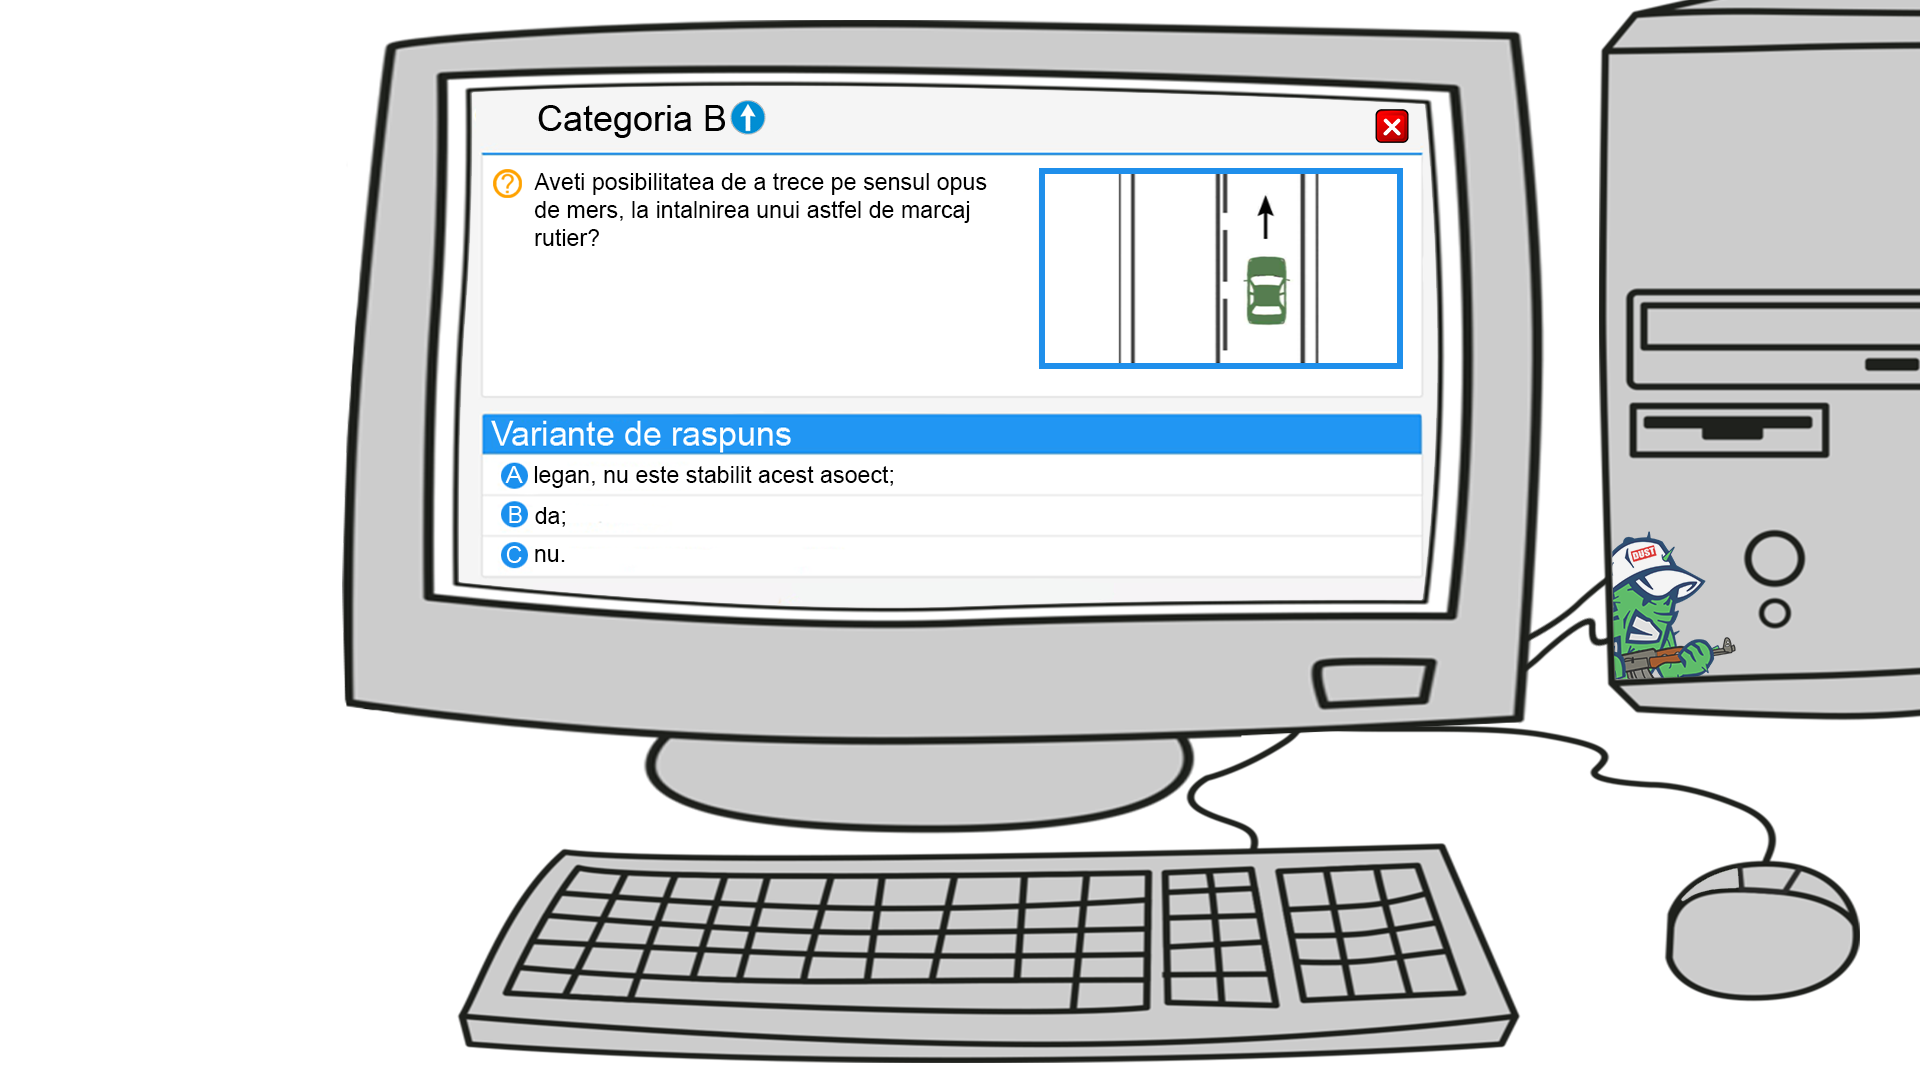 Categoria B
Aveti posibilitatea de a trece pe sensul opus
de mers, la intalnirea unui astfel de marcaj
rutier?
Variante de raspuns
A legan, nu este stabilit acest asoect;
B da;
C nu.
DUST